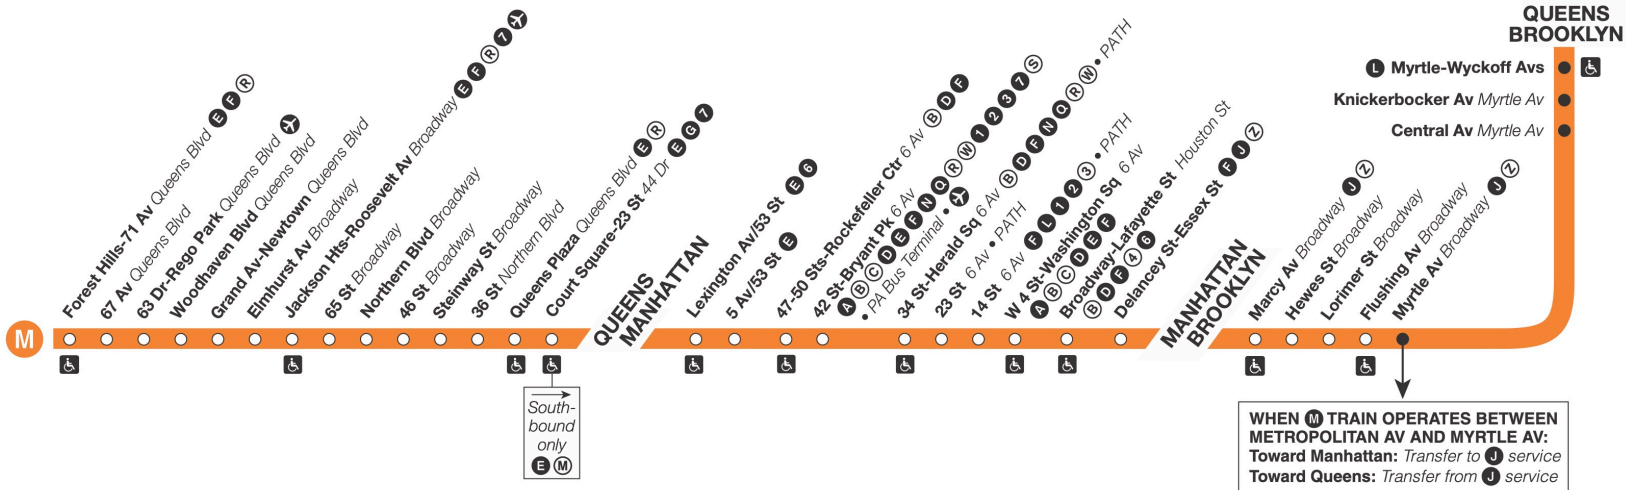 M
Forest Hills-71 Av Queens Blvd E F R
67 Av Queens Blvd
63 Dr-Rego Park Queens Blvd
Woodhaven Blvd Queens Blvd
Grand Av-Newtown Queens Blvd
Elmhurst Av Broadway
Jackson Hts-Roosevelt Av Broadway E F R 7
65 St Broadway
Northern Blvd Broadway
46 St Broadway
Steinway St Broadway
36 St Northern Blvd
Queens Plaza Queens Blvd E R
Court Square-23 St 44 Dr E G 7
South-
bound
only
E M
QUEENS
MANHATTAN
Lexington Av/53 St E 6
5 Av/53 St E
47-50 Sts-Rockefeller Ctr 6 Av B D F
42 St-Bryant Pk 6 Av
A B C D E F N Q R W 1 2 3 7 S
• PA Bus Terminal •
34 St-Herald Sq 6 Av B D F N Q R W • PATH
23 St 6 Av • PATH
14 St 6 Av F L 1 2 3 • PATH
W 4 St-Washington Sq 6 Av
A B C D E F
Broadway-Lafayette St Houston St
B D F 4 6
Delancey St-Essex St F J Z
MANHATTAN
BROOKLYN
Marcy Av Broadway J Z
Hewes St Broadway
Lorimer St Broadway
Flushing Av Broadway
Myrtle Av Broadway J Z
WHEN M TRAIN OPERATES BETWEEN
METROPOLITAN AV AND MYRTLE AV:
Toward Manhattan: Transfer to J service
Toward Queens: Transfer from J service
QUEENS
BROOKLYN
L Myrtle-Wyckoff Avs
Knickerbocker Av Myrtle Av
Central Av Myrtle Av